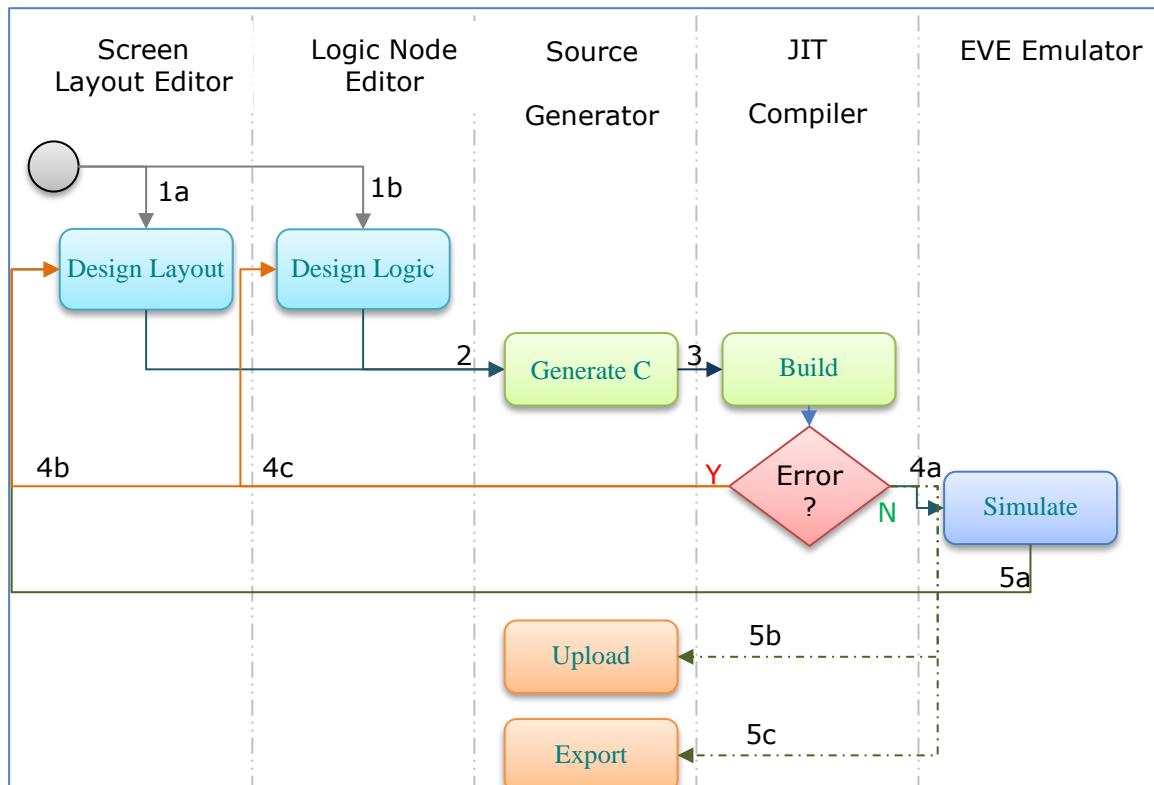 Screen
Layout Editor
Logic Node
Editor
Source
Generator
JIT
Compiler
EVE Emulator
1a
1b
Design Layout
Design Logic
2
Generate C
3
Build
4b
4c
Y
Error
?
4a
N
Simulate
5a
Upload
5b
Export
5c